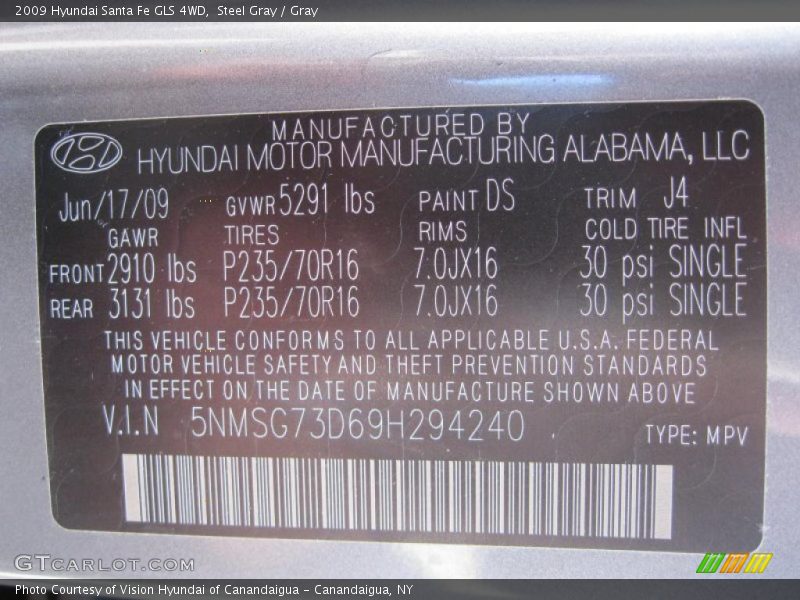 2009 Hyundai Santa Fe GLS 4WD,  Steel Gray / Gray
MANUFACTURED BY
HYUNDAI MOTOR MANUFACTURING ALABAMA, LLC
Jun/17/09 GVWR 5291 lbs PAINT DS TRIM J4
GAWR TIRES RIMS COLD TIRE INFL
FRONT 2910 lbs P235/70R16 7.0JX16 30 psi SINGLE
REAR 3131 lbs P235/70R16 7.0JX16 30 psi SINGLE
THIS VEHICLE CONFORMS TO ALL APPLICABLE U.S.A. FEDERAL
MOTOR VEHICLE SAFETY AND THEFT PREVENTION STANDARDS
IN EFFECT ON THE DATE OF MANUFACTURE SHOWN ABOVE
V.I.N 5NMSG73D69H294240 TYPE: MPV
GTCARLOT.COM
Photo Courtesy of Vision Hyundai of Canandaigua – Canandaigua, NY